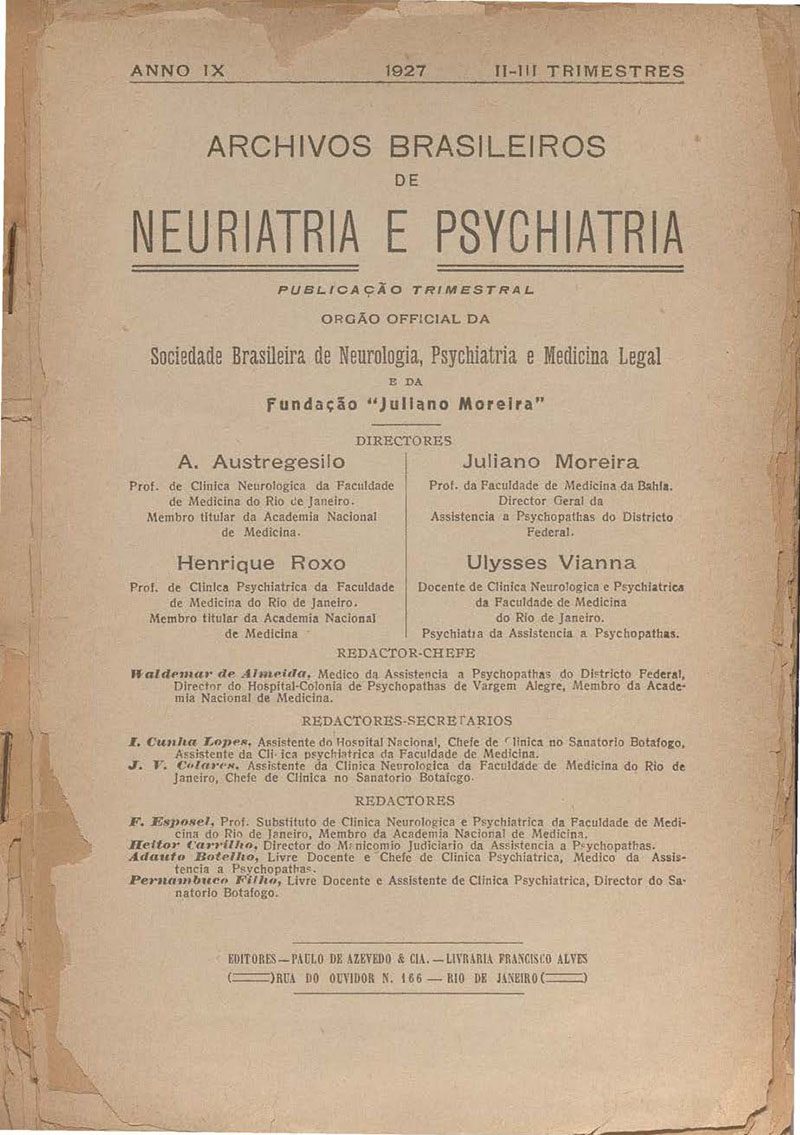 ANNO IX 1927 II-III TRIMESTRES
ARCHIVOS BRASILEIROS
DE
NEURIATRIA E PSYCHIATRIA
PUBLICAÇÃO TRIMESTRAL
ORGÃO OFFICIAL DA
Sociedade Brasileira de Neurologia, Psychiatria e Medicina Legal
E DA
Fundação “Juliano Moreira”
DIRECTORES
A. Austregesilo
Prof. de Clinica Neurologica da Faculdade
de Medicina do Rio de Janeiro.
Membro titular da Academia Nacional
de Medicina.
Juliano Moreira
Prof. da Faculdade de Medicina da Bahia.
Director Geral da
Assistencia a Psychopathas do Districto
Federal.
Henrique Roxo
Prof. de Clinica Psychiatrica da Faculdade
de Medicina do Rio de Janeiro.
Membro titular da Academia Nacional
de Medicina
Ulysses Vianna
Docente de Clinica Neurologica e Psychiatrica
da Faculdade de Medicina
do Rio de Janeiro.
Psychiatra da Assistencia a Psychopathas.
REDACTOR-CHEFE
Waldemar de Almeida, Medico da Assistencia a Psychopathas do Districto Federal,
Director do Hospital-Colonia de Psychopathas de Vargem Alegre, Membro da Acade-
mia Nacional de Medicina.
REDACTORES-SECRETARIOS
I. Cunha Lopes, Assistente do Hospital Nacional, Chefe de Clinica no Sanatorio Botafogo,
Assistente da Clinica psychiatrica da Faculdade de Medicina.
J. V. Colares, Assistente da Clinica Neurologica da Faculdade de Medicina do Rio de
Janeiro, Chefe de Clinica no Sanatorio Botafogo.
REDACTORES
F. Esposel, Prof. Substituto de Clinica Neurologica e Psychiatrica da Faculdade de Medi-
cina do Rio de Janeiro, Membro da Academia Nacional de Medicina.
Heitor Carrilho, Director do Manicomio Judiciario da Assistencia a Psychopathas.
Adauto Botelho, Livre Docente e Chefe de Clinica Psychiatrica, Medico da Assis-
tencia a Psychopathas.
Pernambuco Filho, Livre Docente e Assistente de Clinica Psychiatrica, Director do Sa-
natorio Botafogo.
EDITORES — PAULO DE AZEVEDO & CIA. — LIVRARIA FRANCISCO ALVES
RUA DO OUVIDOR N. 166 — RIO DE JANEIRO